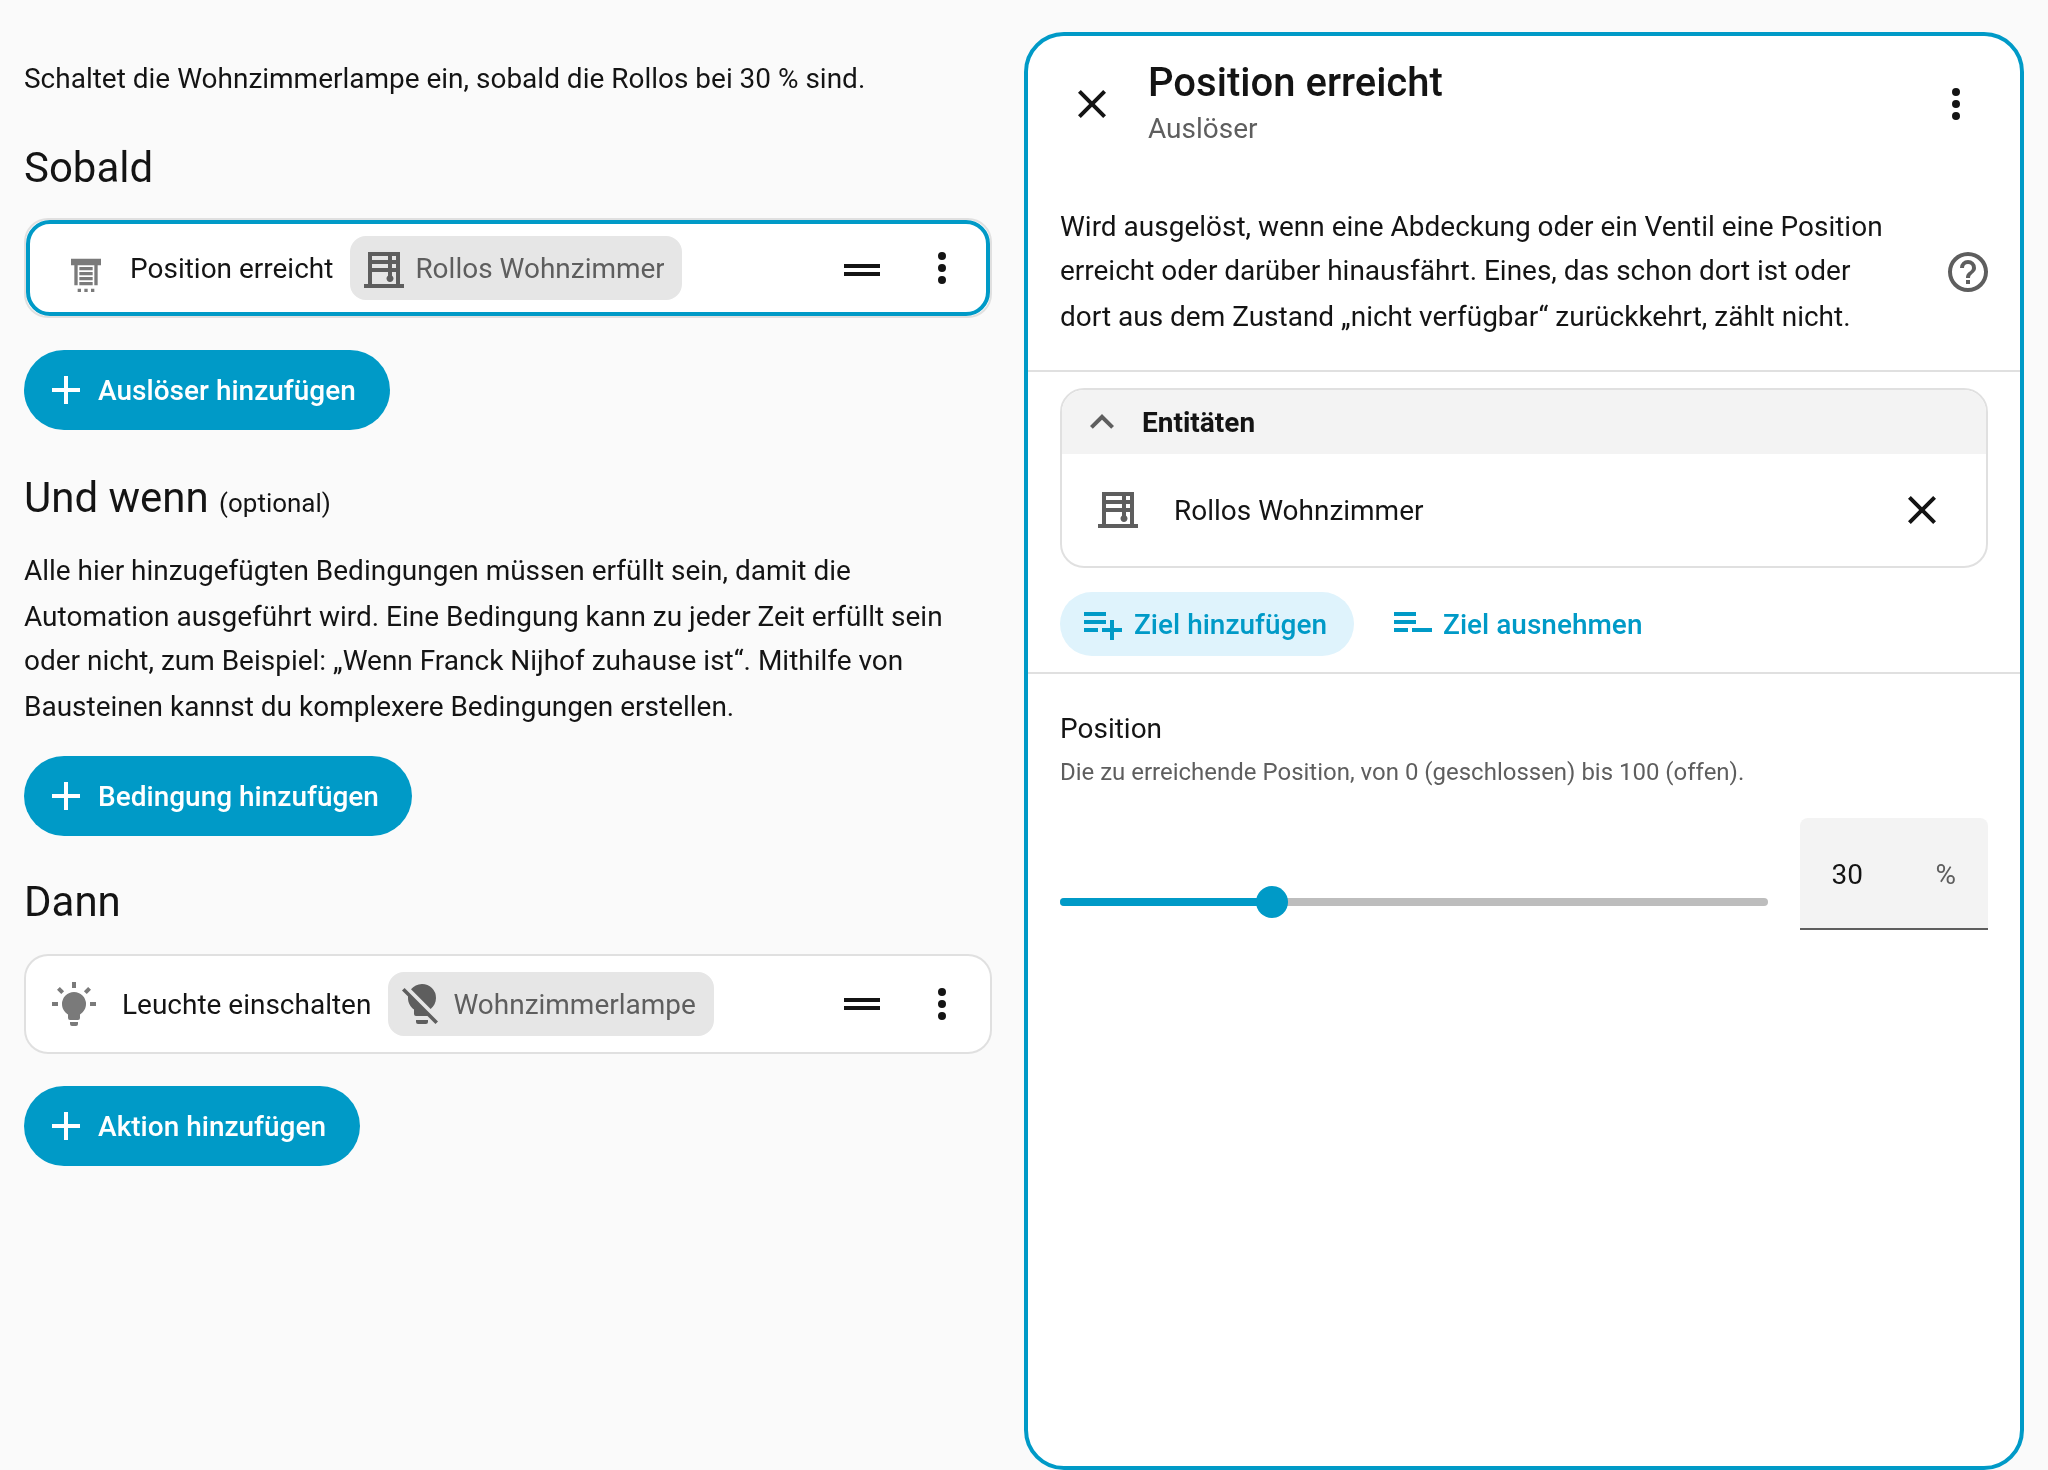 Schaltet die Wohnzimmerlampe ein, sobald die Rollos bei 30 % sind.
Sobald
Position erreicht Rollos Wohnzimmer
Auslöser hinzufügen
Und wenn (optional)
Alle hier hinzugefügten Bedingungen müssen erfüllt sein, damit die
Automation ausgeführt wird. Eine Bedingung kann zu jeder Zeit erfüllt sein
oder nicht, zum Beispiel: „Wenn Franck Nijhof zuhause ist“. Mithilfe von
Bausteinen kannst du komplexere Bedingungen erstellen.
Bedingung hinzufügen
Dann
Leuchte einschalten Wohnzimmerlampe
Aktion hinzufügen
Position erreicht
Auslöser
Wird ausgelöst, wenn eine Abdeckung oder ein Ventil eine Position
erreicht oder darüber hinausfährt. Eines, das schon dort ist oder
dort aus dem Zustand „nicht verfügbar“ zurückkehrt, zählt nicht.
Entitäten
Rollos Wohnzimmer
Ziel hinzufügen Ziel ausnehmen
Position
Die zu erreichende Position, von 0 (geschlossen) bis 100 (offen).
30 %